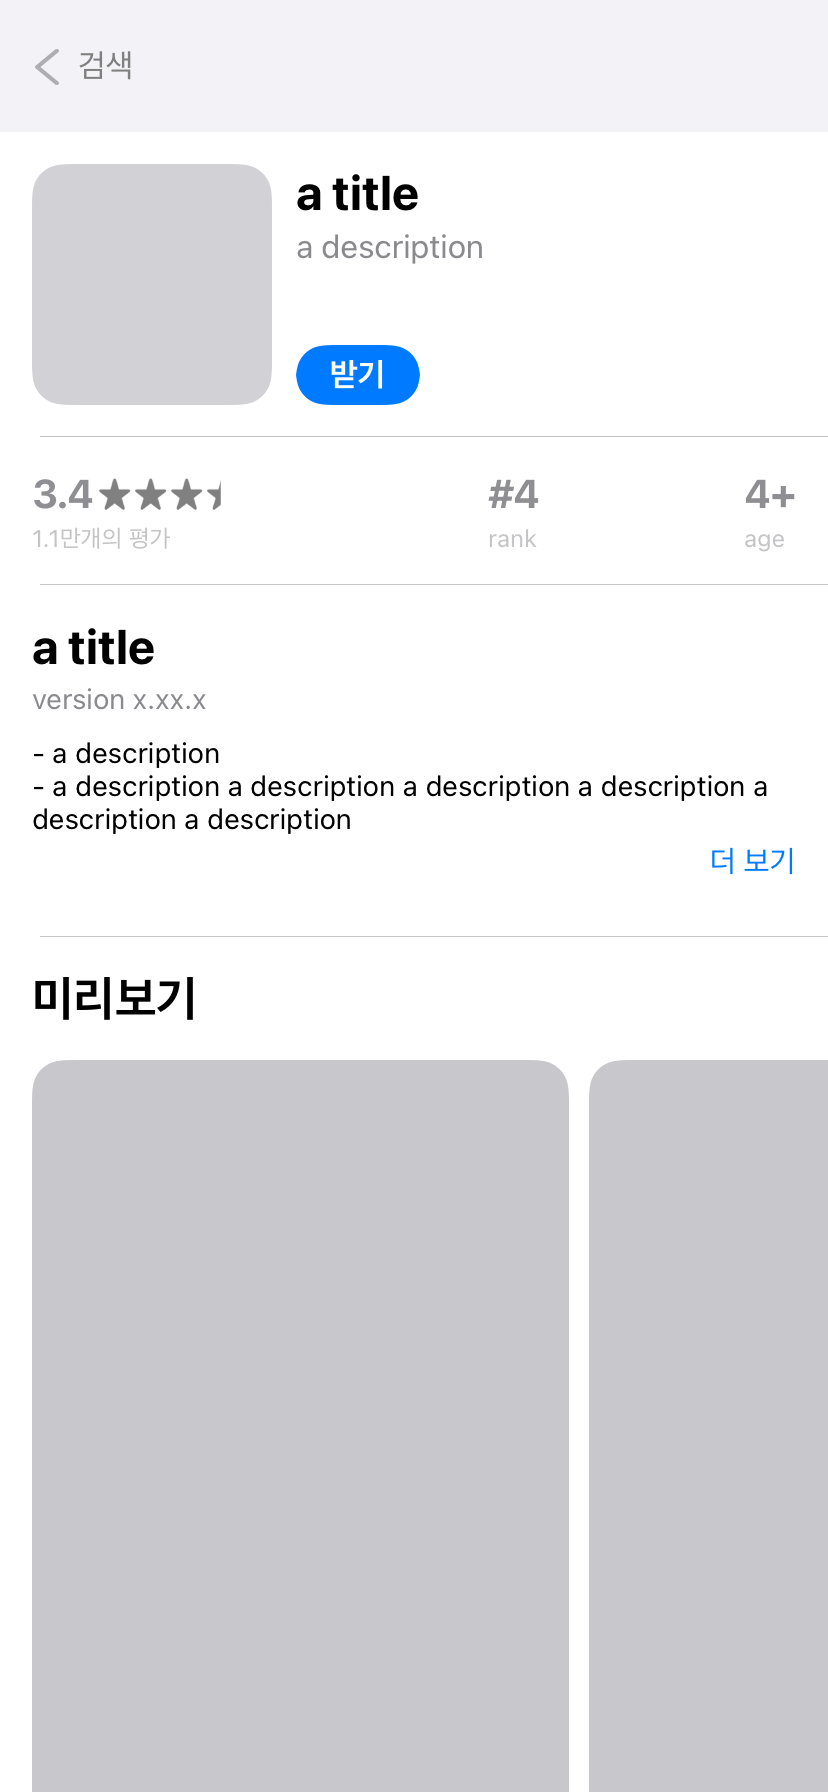 검색
a title
a description
받기
3.4★★★
1.1만개의 평가
#4
rank
4+
age
a title
version x.xx.x
- a description
- a description a description a description a description a
description a description
더 보기
미리보기